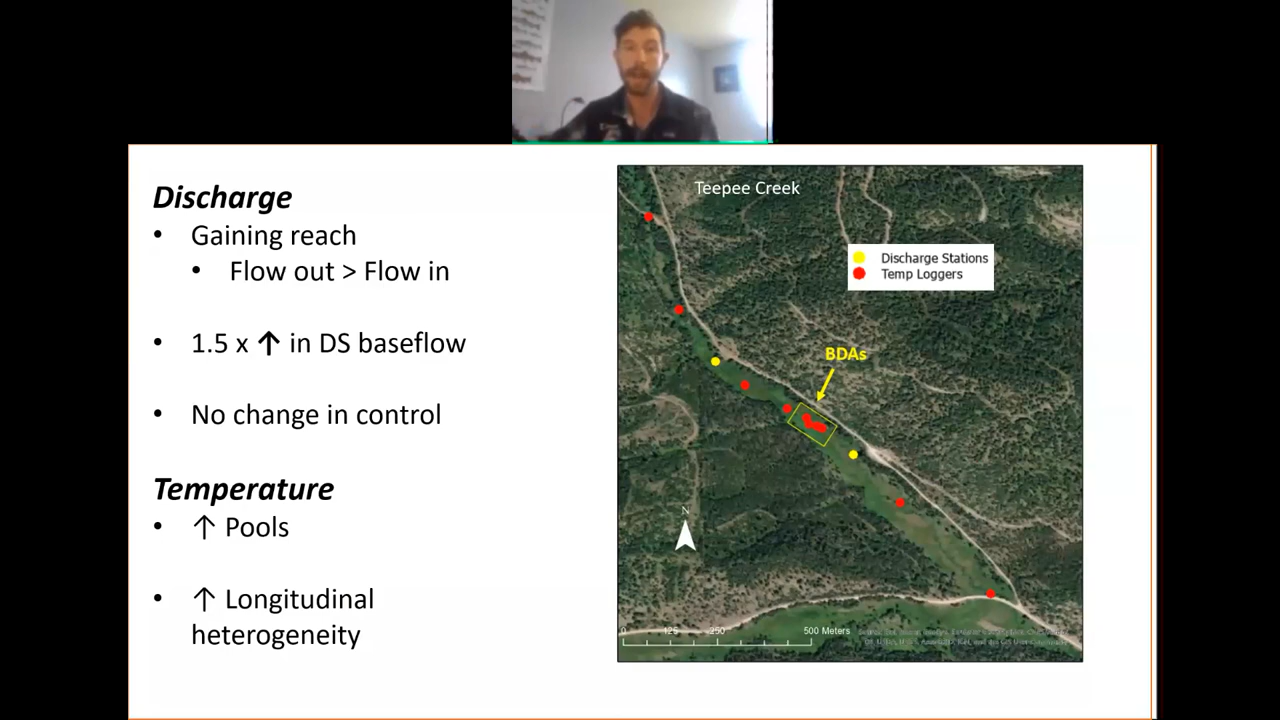 Discharge
• Gaining reach
• Flow out > Flow in
• 1.5 x ↑ in DS baseflow
• No change in control
Temperature
• ↑ Pools
• ↑ Longitudinal
heterogeneity
Teepee Creek
Discharge Stations
Temp Loggers
BDAs
N
0 125 250 500 Meters